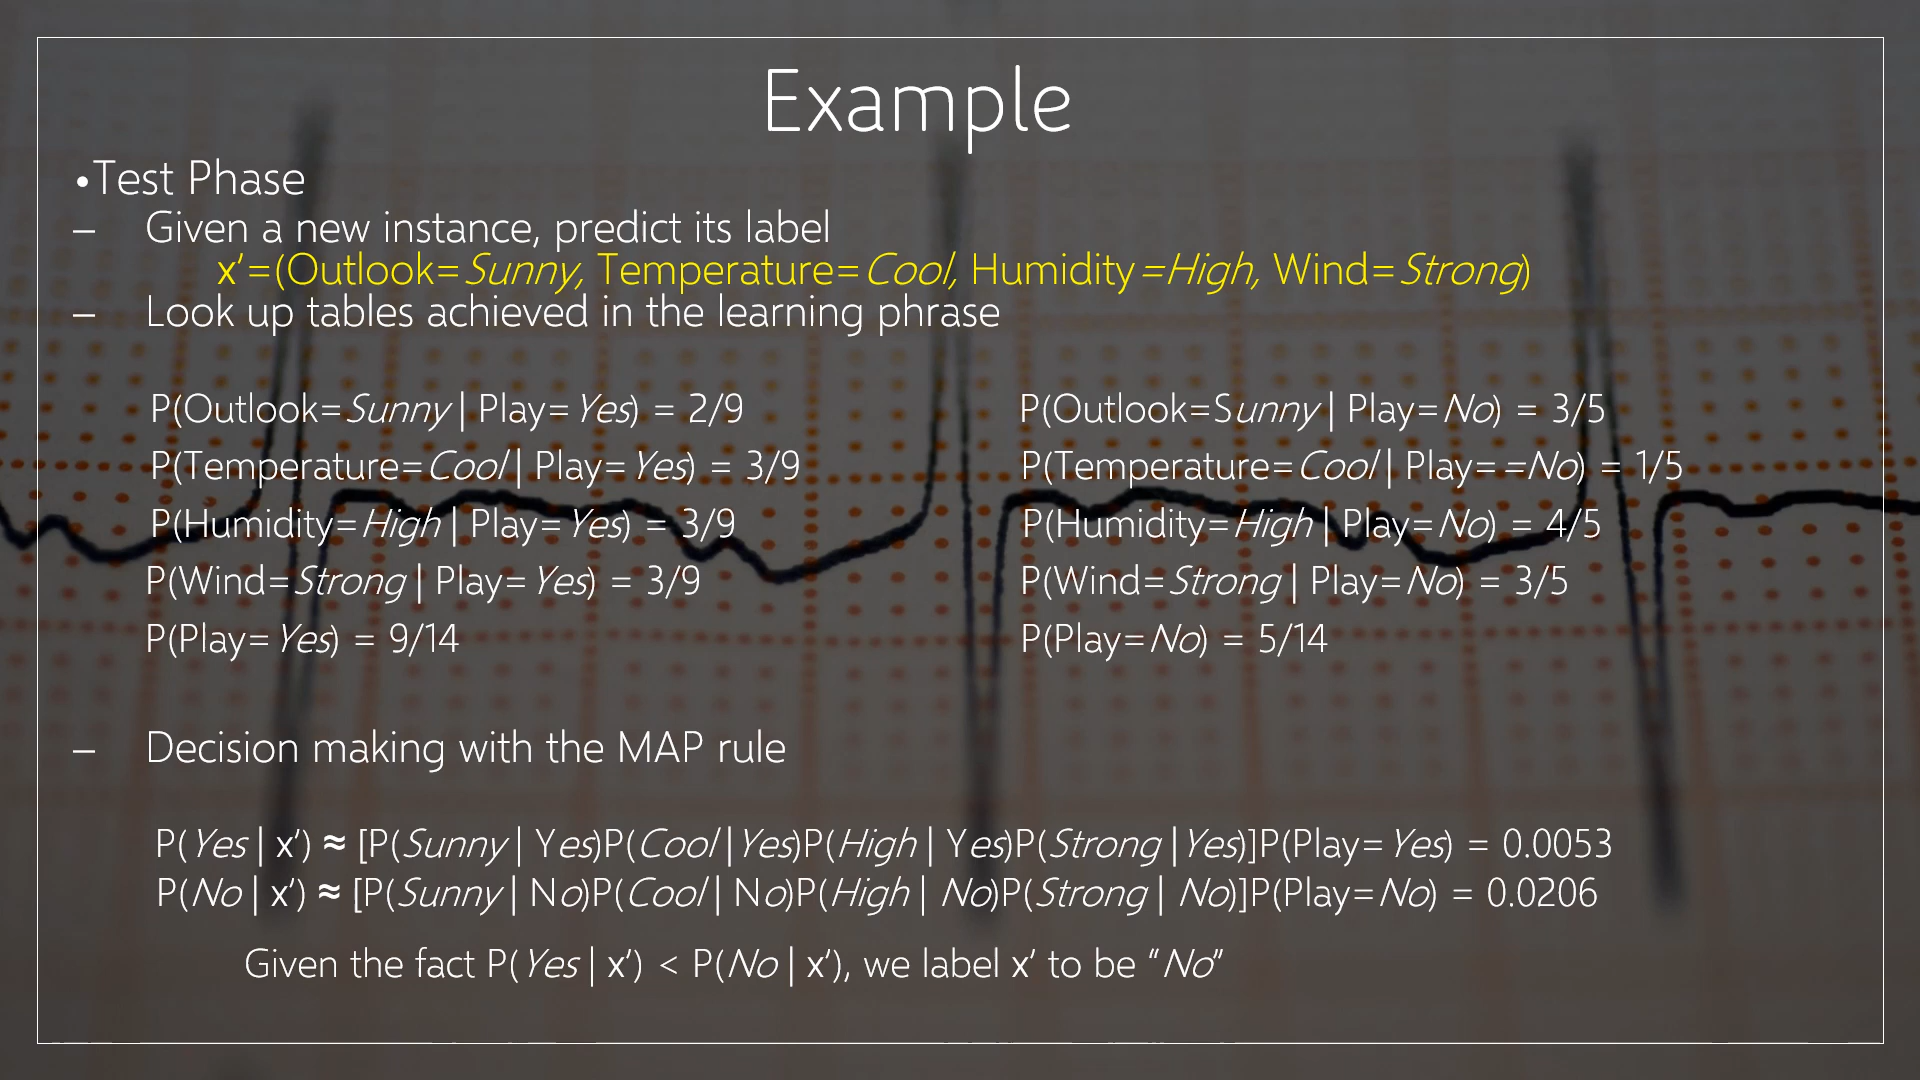 Example
•Test Phase
– Given a new instance, predict its label
x’=(Outlook=Sunny, Temperature=Cool, Humidity=High, Wind=Strong)
– Look up tables achieved in the learning phrase
P(Outlook=Sunny | Play=Yes) = 2/9
P(Temperature=Cool | Play=Yes) = 3/9
P(Humidity=High | Play=Yes) = 3/9
P(Wind=Strong | Play=Yes) = 3/9
P(Play=Yes) = 9/14
P(Outlook=Sunny | Play=No) = 3/5
P(Temperature=Cool | Play==No) = 1/5
P(Humidity=High | Play=No) = 4/5
P(Wind=Strong | Play=No) = 3/5
P(Play=No) = 5/14
– Decision making with the MAP rule
P(Yes | x’) ≈ [P(Sunny | Yes)P(Cool | Yes)P(High | Yes)P(Strong | Yes)]P(Play=Yes) = 0.0053
P(No | x’) ≈ [P(Sunny | No)P(Cool | No)P(High | No)P(Strong | No)]P(Play=No) = 0.0206
Given the fact P(Yes | x’) < P(No | x’), we label x’ to be “No”